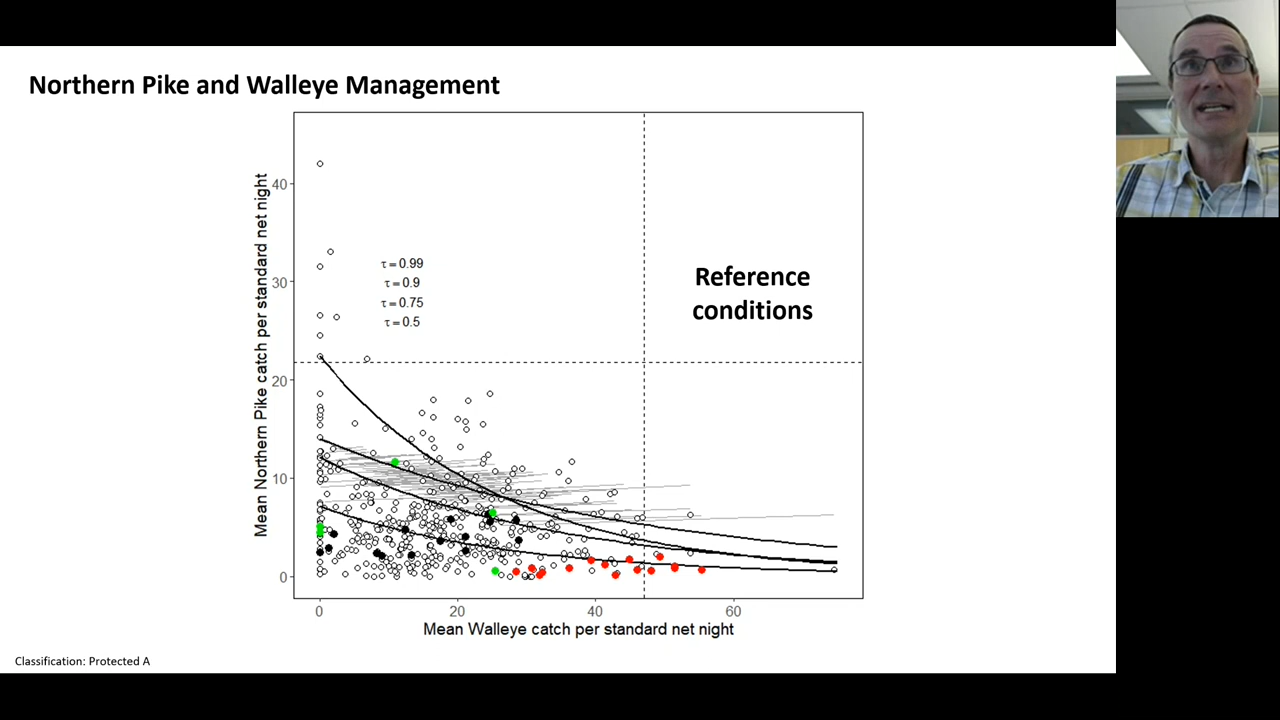 Northern Pike and Walleye Management
Mean Northern Pike catch per standard net night
40
30
20
10
0
τ = 0.99
τ = 0.9
τ = 0.75
τ = 0.5
Reference
conditions
0
20
40
60
Mean Walleye catch per standard net night
Classification: Protected A